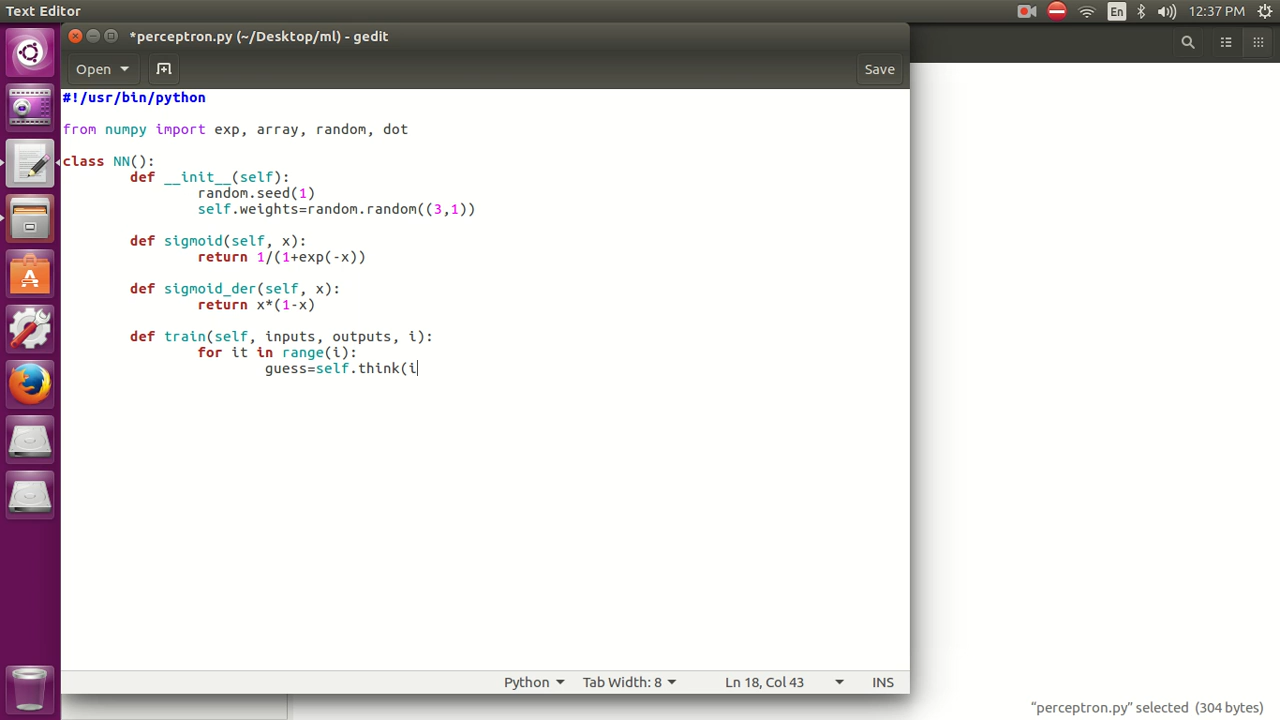 Text Editor
En
12:37 PM
*perceptron.py (~/Desktop/ml) - gedit
Open
Save
#!/usr/bin/python
from numpy import exp, array, random, dot
class NN():
def __init__(self):
random.seed(1)
self.weights=random.random((3,1))
def sigmoid(self, x):
return 1/(1+exp(-x))
def sigmoid_der(self, x):
return x*(1-x)
def train(self, inputs, outputs, i):
for it in range(i):
guess=self.think(i
Python
Tab Width: 8
Ln 18, Col 43
INS
“perceptron.py” selected (304 bytes)